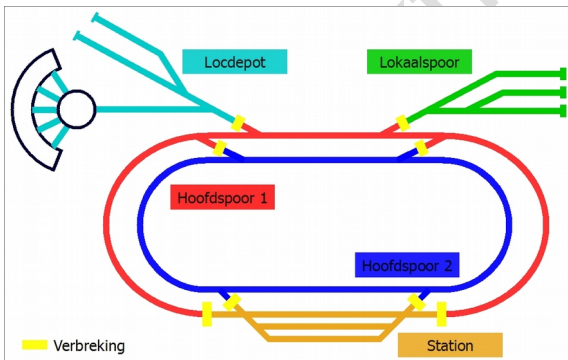 Locdepot
Lokaalspoor
Hoofdspoor 1
Hoofdspoor 2
Station
Verbreking